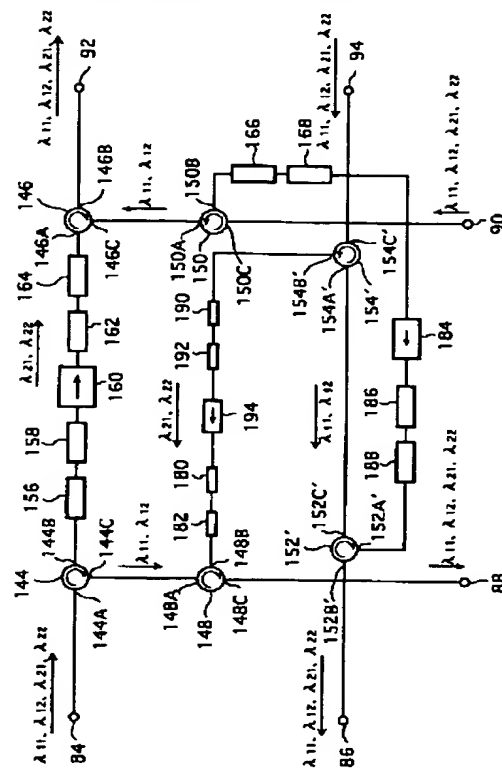 λ11, λ12, λ21, λ22
84
144
144A
144B
144C
156
158
160
λ21, λ22
162
164
146
146A
146B
146C
λ11, λ12, λ21, λ22
92
λ11, λ12
λ11, λ12
148A
148
148B
148C
182
180
λ21, λ22
194
192
190
150A
150
150B
150C
166
168
λ11, λ12, λ21, λ22
86
152'
152B'
152C'
152A'
λ11, λ12
154B'
154A'
154'
154C'
λ11, λ12, λ21, λ22
94
λ11, λ12, λ21, λ22
88
188
186
184
λ11, λ12, λ21, λ22
90